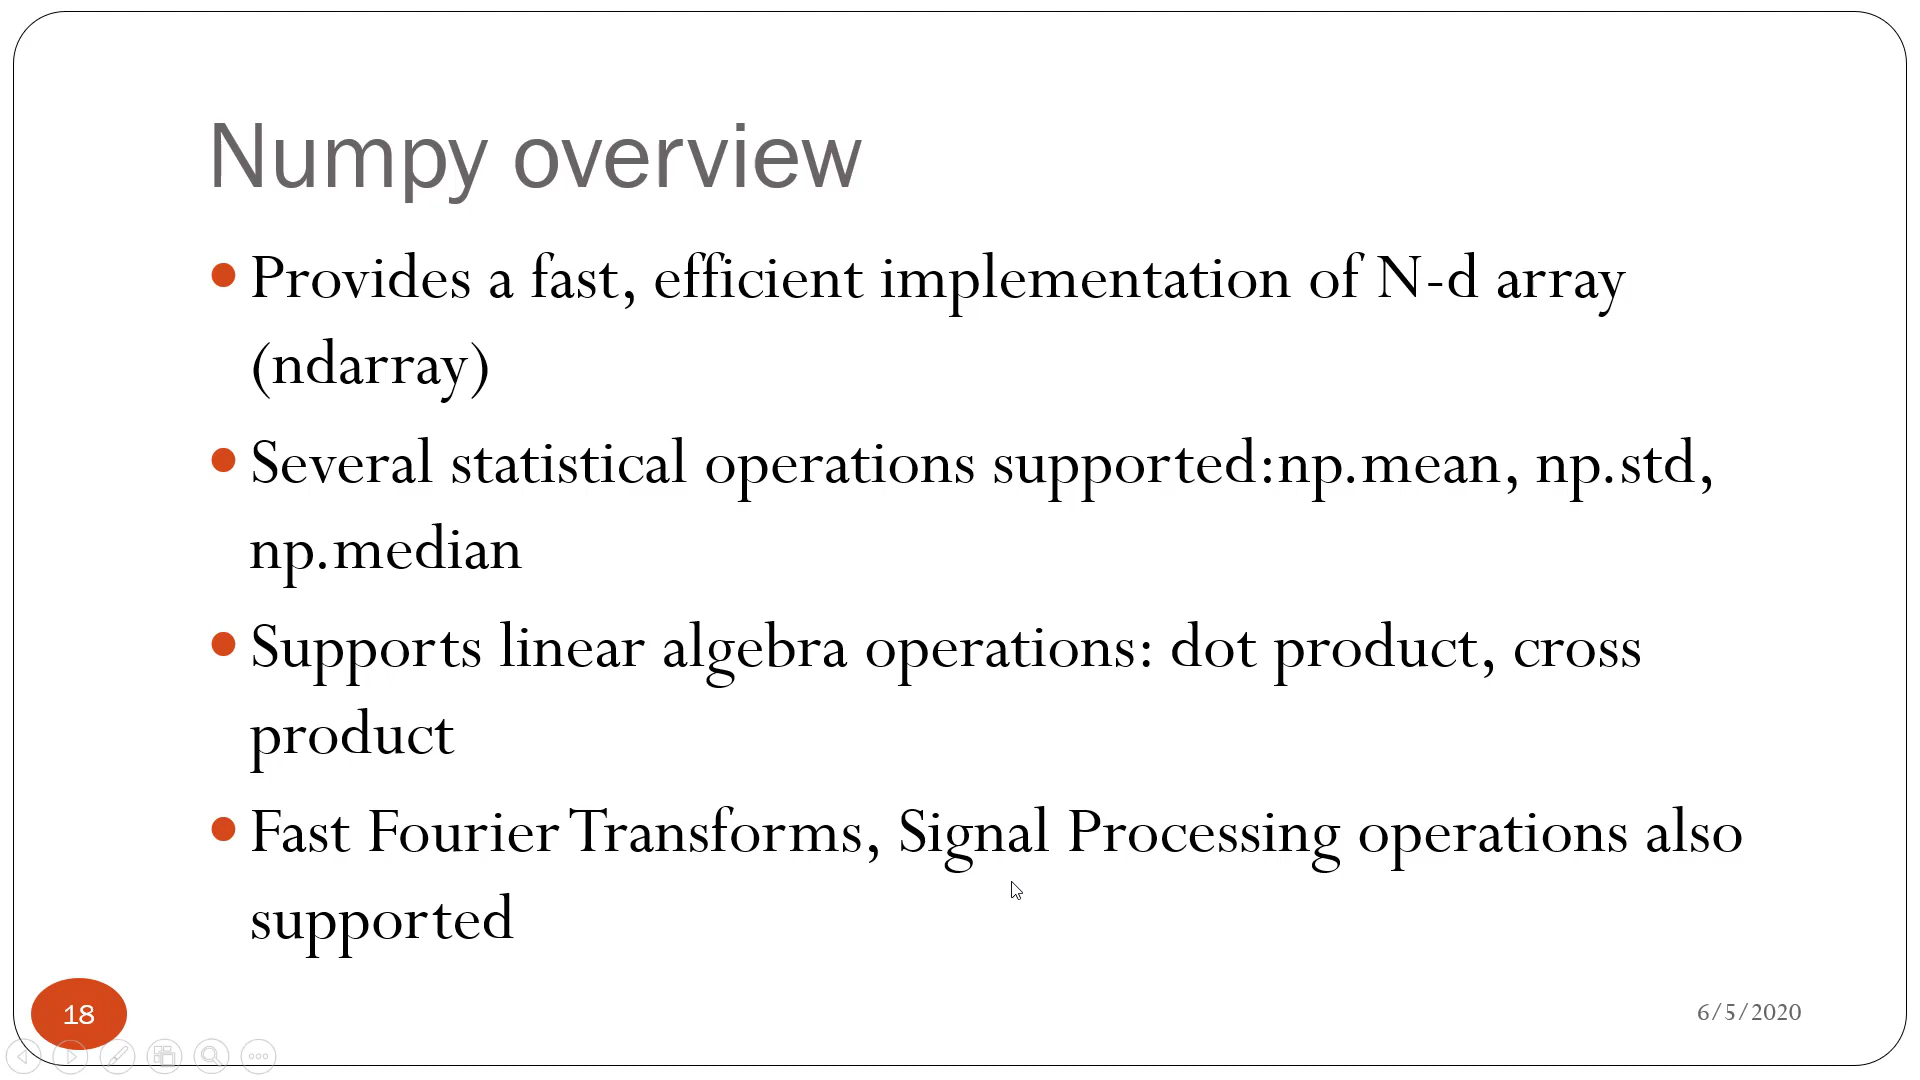 Numpy overview
Provides a fast, efficient implementation of N-d array
(ndarray)
Several statistical operations supported:np.mean, np.std,
np.median
Supports linear algebra operations: dot product, cross
product
Fast Fourier Transforms, Signal Processing operations also
supported
18
6/5/2020